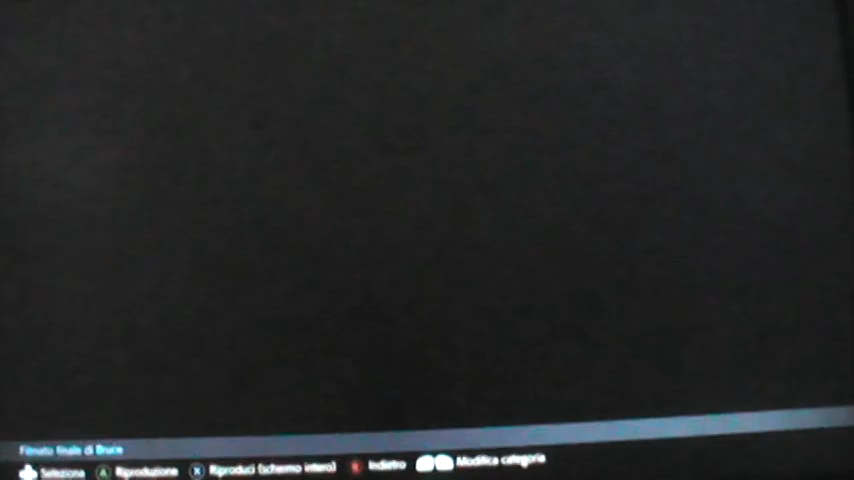 Filmato finale di Bruce
Seleziona A Riproduzione X Riproduci (schermo intero) Indietro Modifica categoria